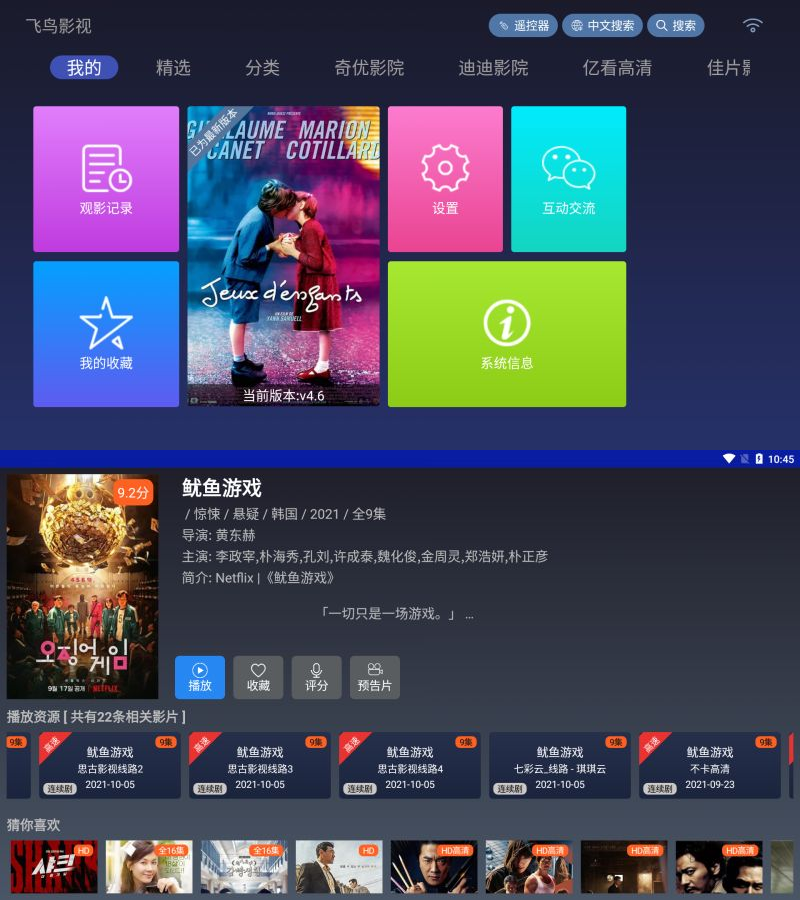 飞鸟影视
遥控器
中文搜索
搜索
我的
精选
分类
奇优影院
迪迪影院
亿看高清
佳片
观影记录
已为最新版本
GUILLAUME MARION
CANET COTILLARD
Jeux d'enfants
UN FILM DE
YANN SAMUELL
当前版本:v4.6
设置
互动交流
我的收藏
系统信息
10:45
9.2分
오징어게임
9월 17일 공개 NETFLIX
鱿鱼游戏
/ 惊悚 / 悬疑 / 韩国 / 2021 / 全9集
导演: 黄东赫
主演: 李政宰,朴海秀,孔刘,许成泰,魏化俊,金周灵,郑浩妍,朴正彦
简介: Netflix |《鱿鱼游戏》
「一切只是一场游戏。」 ...
播放
收藏
评分
预告片
播放资源 [ 共有22条相关影片 ]
9集
高速
9集
鱿鱼游戏
思古影视线路2
连续剧
2021-10-05
高速
9集
鱿鱼游戏
思古影视线路3
连续剧
2021-10-05
高速
9集
鱿鱼游戏
思古影视线路4
连续剧
2021-10-05
9集
鱿鱼游戏
七彩云_线路 - 琪琪云
连续剧
2021-10-05
高速
9集
鱿鱼游戏
不卡高清
连续剧
2021-09-23
猜你喜欢
HD
샤크
全16集
全16集
HD
HD高清
HD高清
HD高清
HD高清